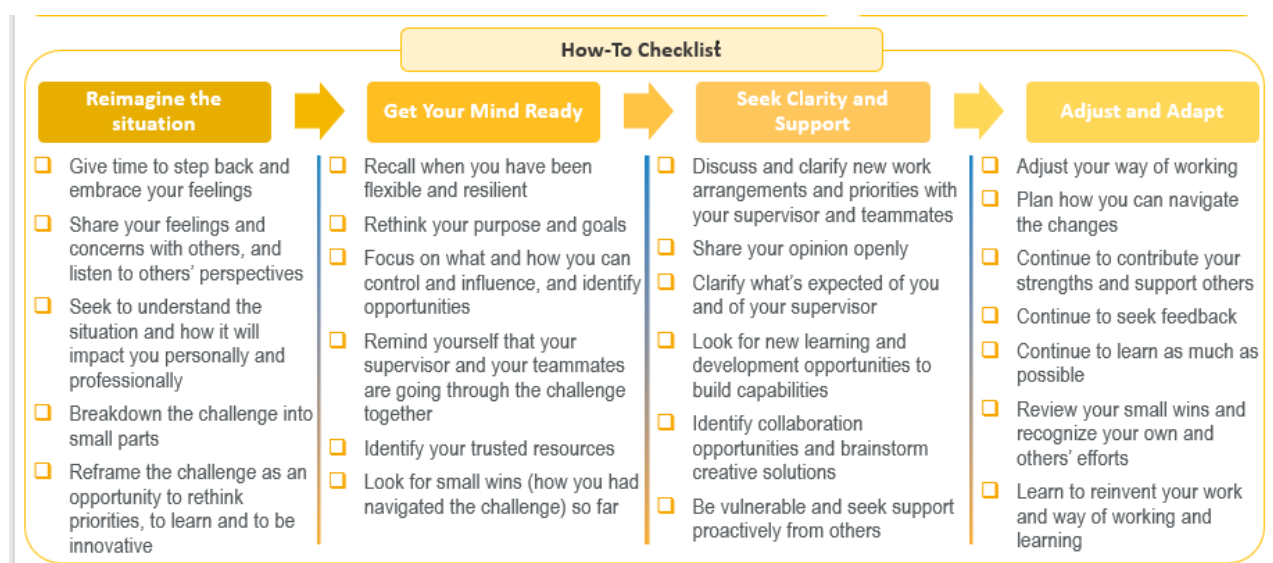 How-To Checklist
Reimagine the
situation
Give time to step back and
embrace your feelings
Share your feelings and
concerns with others, and
listen to others' perspectives
Seek to understand the
situation and how it will
impact you personally and
professionally
Breakdown the challenge into
small parts
Reframe the challenge as an
opportunity to rethink
priorities, to learn and to be
innovative
Get Your Mind Ready
Recall when you have been
flexible and resilient
Rethink your purpose and goals
Focus on what and how you can
control and influence, and identify
opportunities
Remind yourself that your
supervisor and your teammates
are going through the challenge
together
Identify your trusted resources
Look for small wins (how you had
navigated the challenge) so far
Seek Clarity and
Support
Discuss and clarify new work
arrangements and priorities with
your supervisor and teammates
Share your opinion openly
Clarify what's expected of you
and of your supervisor
Look for new learning and
development opportunities to
build capabilities
Identify collaboration
opportunities and brainstorm
creative solutions
Be vulnerable and seek support
proactively from others
Adjust and Adapt
Adjust your way of working
Plan how you can navigate
the changes
Continue to contribute your
strengths and support others
Continue to seek feedback
Continue to learn as much as
possible
Review your small wins and
recognize your own and
others' efforts
Learn to reinvent your work
and way of working and
learning